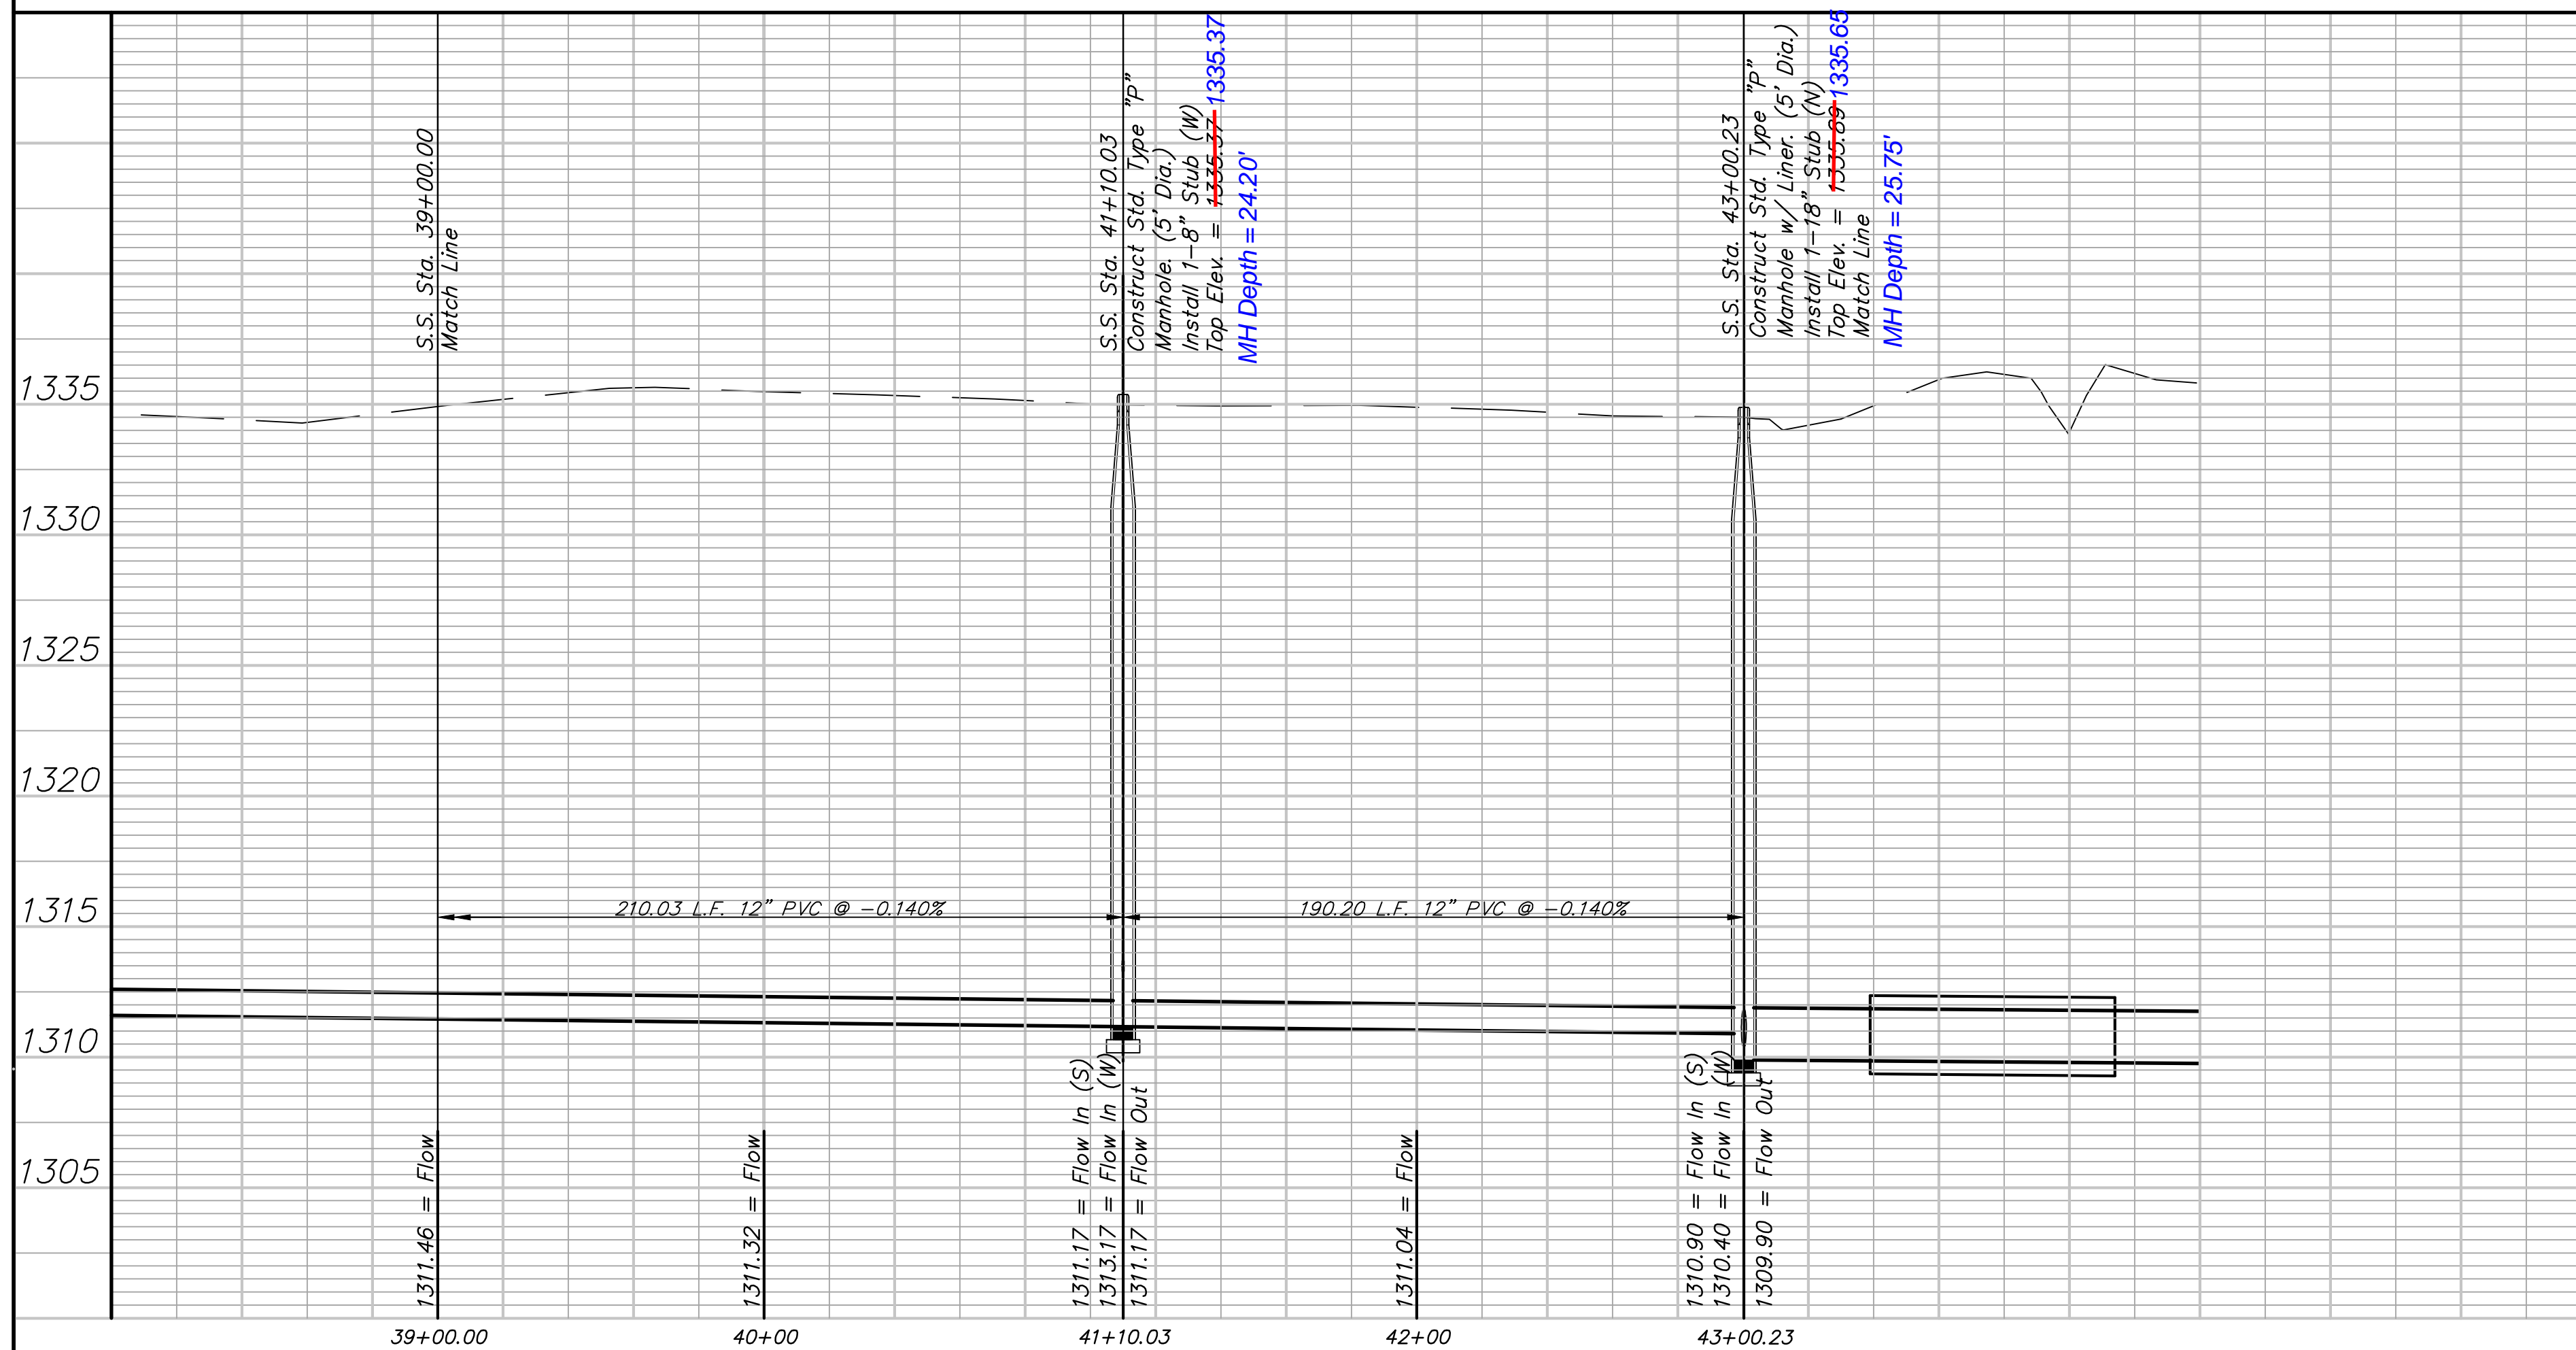 S.S. Sta. 39+00.00
Match Line
S.S. Sta. 41+10.03
Construct Std. Type "P"
Manhole. (5' Dia.)
Install 1-8" Stub (W)
Top Elev. = 1335.37 1335.37
MH Depth = 24.20'
S.S. Sta. 43+00.23
Construct Std. Type "P"
Manhole w/ Liner. (5' Dia.)
Install 1-18" Stub (N)
Top Elev. = 1335.89 1335.65
Match Line
MH Depth = 25.75'
1335
1330
1325
1320
1315
1310
1305
210.03 L.F. 12" PVC @ -0.140%
190.20 L.F. 12" PVC @ -0.140%
1311.46 = Flow
1311.32 = Flow
1311.17 = Flow In (S)
1313.17 = Flow In (W)
1311.17 = Flow Out
1311.04 = Flow
1310.90 = Flow In (S)
1310.40 = Flow In (W)
1309.90 = Flow Out
39+00.00
40+00
41+10.03
42+00
43+00.23